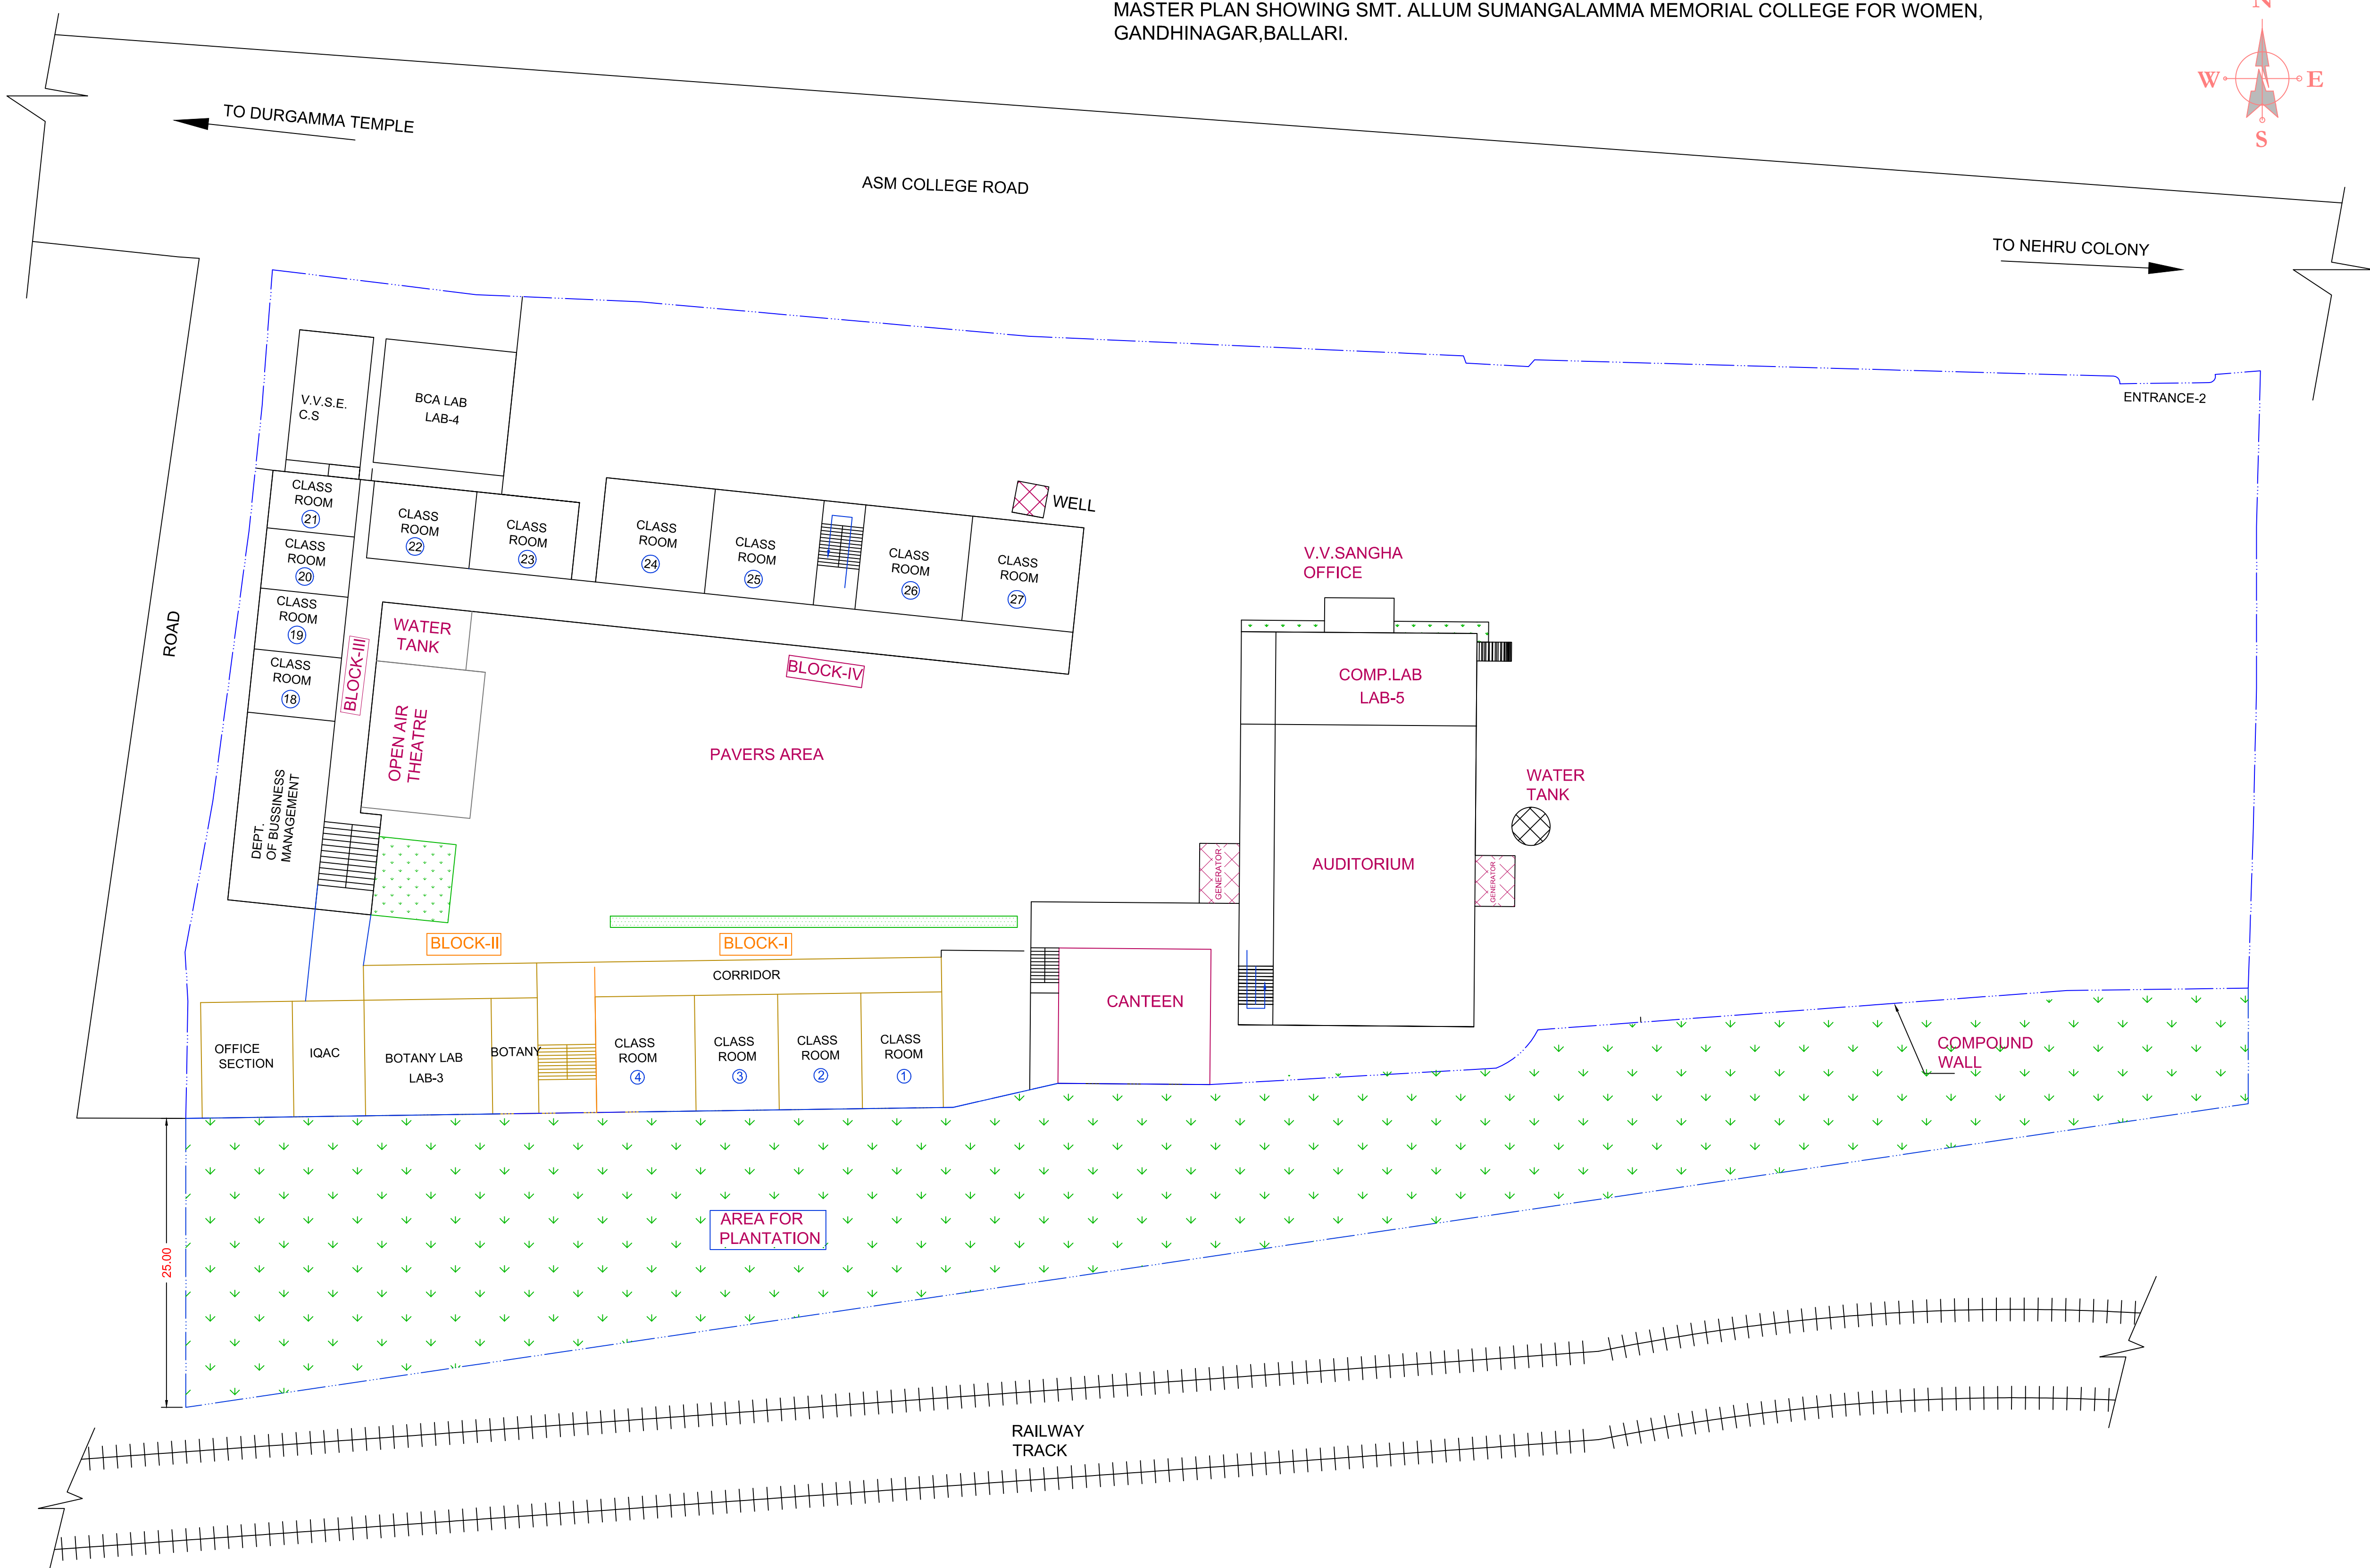 MASTER PLAN SHOWING SMT. ALLUM SUMANGALAMMA MEMORIAL COLLEGE FOR WOMEN,
GANDHINAGAR,BALLARI.
N
W
E
S
TO DURGAMMA TEMPLE
ASM COLLEGE ROAD
TO NEHRU COLONY
ENTRANCE-2
ROAD
V.V.S.E.
C.S
BCA LAB
LAB-4
CLASS
ROOM
21
CLASS
ROOM
20
CLASS
ROOM
19
CLASS
ROOM
18
CLASS
ROOM
22
CLASS
ROOM
23
CLASS
ROOM
24
CLASS
ROOM
25
CLASS
ROOM
26
CLASS
ROOM
27
WELL
BLOCK-III
WATER
TANK
BLOCK-IV
OPEN AIR
THEATRE
PAVERS AREA
DEPT.
OF BUSSINESS
MANAGEMENT
V.V.SANGHA
OFFICE
COMP.LAB
LAB-5
WATER
TANK
AUDITORIUM
GENERATOR
GENERATOR
BLOCK-II
BLOCK-I
CORRIDOR
CANTEEN
OFFICE
SECTION
IQAC
BOTANY LAB
LAB-3
BOTANY
CLASS
ROOM
4
CLASS
ROOM
3
CLASS
ROOM
2
CLASS
ROOM
1
COMPOUND
WALL
AREA FOR
PLANTATION
25.00
RAILWAY
TRACK